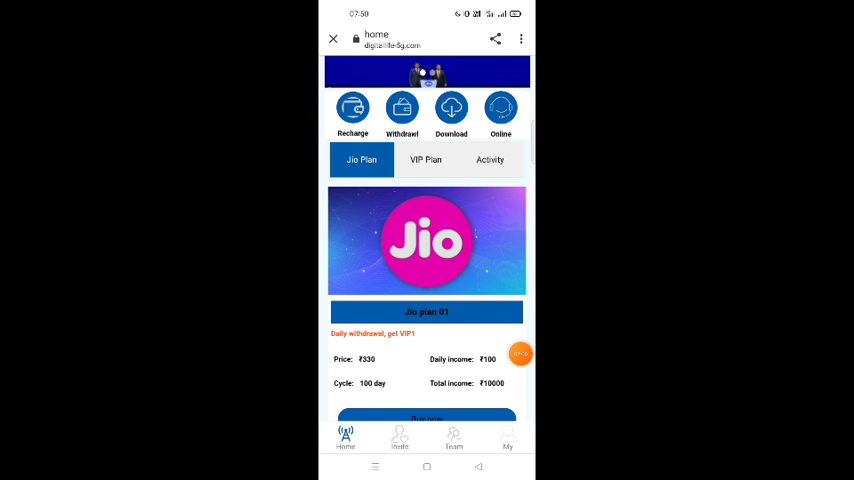 07:50
home
digitallife-5g.com
Recharge Withdrawl Download Online
Jio Plan VIP Plan Activity
Jio
Jio plan 01
Daily withdrawal, get VIP1
Price: ₹330 Daily income: ₹100
Cycle: 100 day Total income: ₹10000
Buy now
Home Invite Team My